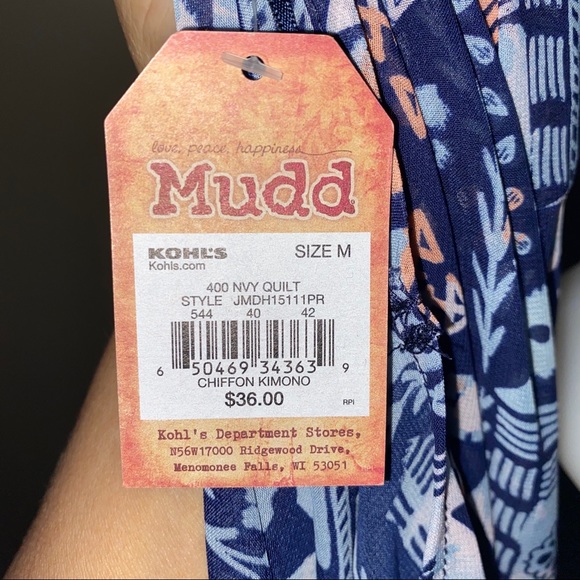 love, peace, happiness
Mudd
KOHL'S SIZE M
Kohls.com
400 NVY QUILT
STYLE JMDH15111PR
544 40 42
6 50469 34363 9
CHIFFON KIMONO
$36.00
RPI
Kohl's Department Stores,
N56W17000 Ridgewood Drive,
Menomonee Falls, WI 53051